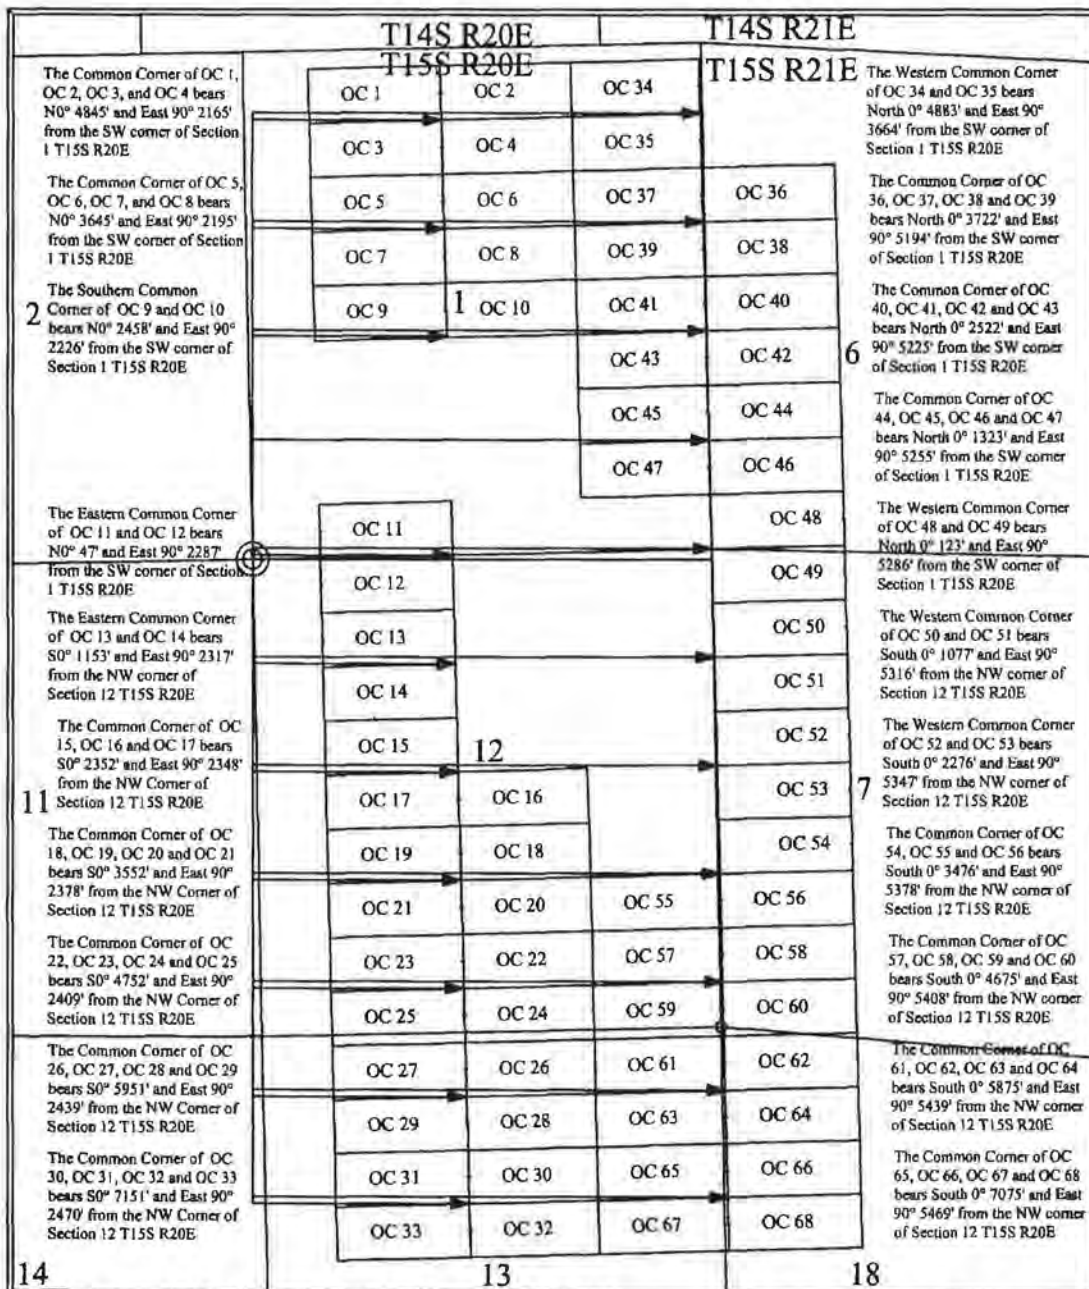 T14S R20E
T14S R21E
T15S R20E
T15S R21E
The Common Corner of OC 1,
OC 2, OC 3, and OC 4 bears
N0° 4845' and East 90° 2165'
from the SW corner of Section
1 T15S R20E
The Common Corner of OC 5,
OC 6, OC 7, and OC 8 bears
N0° 3645' and East 90° 2195'
from the SW corner of Section
1 T15S R20E
The Southern Common
Corner of OC 9 and OC 10
bears N0° 2458' and East 90°
2226' from the SW corner of
Section 1 T15S R20E
2
The Eastern Common Corner
of OC 11 and OC 12 bears
N0° 47' and East 90° 2287'
from the SW corner of Section
1 T15S R20E
The Eastern Common Corner
of OC 13 and OC 14 bears
S0° 1153' and East 90° 2317'
from the NW corner of
Section 12 T15S R20E
The Common Corner of OC
15, OC 16 and OC 17 bears
S0° 2352' and East 90° 2348'
from the NW Corner of
Section 12 T15S R20E
11
The Common Corner of OC
18, OC 19, OC 20 and OC 21
bears S0° 3552' and East 90°
2378' from the NW Corner of
Section 12 T15S R20E
The Common Corner of OC
22, OC 23, OC 24 and OC 25
bears S0° 4752' and East 90°
2409' from the NW Corner of
Section 12 T15S R20E
The Common Corner of OC
26, OC 27, OC 28 and OC 29
bears S0° 5951' and East 90°
2439' from the NW Corner of
Section 12 T15S R20E
The Common Corner of OC
30, OC 31, OC 32 and OC 33
bears S0° 7151' and East 90°
2470' from the NW Corner of
Section 12 T15S R20E
14
OC 1 OC 2 OC 34
OC 3 OC 4 OC 35
OC 5 OC 6 OC 37 OC 36
OC 7 OC 8 OC 39 OC 38
OC 9 1 OC 10 OC 41 OC 40
OC 43 OC 42
OC 45 OC 44
OC 47 OC 46
OC 11 OC 48
OC 12 OC 49
OC 13 OC 50
OC 14 OC 51
OC 15 12 OC 52
OC 17 OC 16 OC 53
OC 19 OC 18 OC 54
OC 21 OC 20 OC 55 OC 56
OC 23 OC 22 OC 57 OC 58
OC 25 OC 24 OC 59 OC 60
OC 27 OC 26 OC 61 OC 62
OC 29 OC 28 OC 63 OC 64
OC 31 OC 30 OC 65 OC 66
OC 33 OC 32 OC 67 OC 68
13
The Western Common Corner
of OC 34 and OC 35 bears
North 0° 4883' and East 90°
3664' from the SW corner of
Section 1 T15S R20E
The Common Corner of OC
36, OC 37, OC 38 and OC 39
bears North 0° 3722' and East
90° 5194' from the SW corner
of Section 1 T15S R20E
The Common Corner of OC
40, OC 41, OC 42 and OC 43
bears North 0° 2522' and East
90° 5225' from the SW corner
of Section 1 T15S R20E
6
The Common Corner of OC
44, OC 45, OC 46 and OC 47
bears North 0° 1323' and East
90° 5255' from the SW corner
of Section 1 T15S R20E
The Western Common Corner
of OC 48 and OC 49 bears
North 0° 123' and East 90°
5286' from the SW corner of
Section 1 T15S R20E
The Western Common Corner
of OC 50 and OC 51 bears
South 0° 1077' and East 90°
5316' from the NW corner of
Section 12 T15S R20E
The Western Common Corner
of OC 52 and OC 53 bears
South 0° 2276' and East 90°
5347' from the NW corner of
Section 12 T15S R20E
7
The Common Corner of OC
54, OC 55 and OC 56 bears
South 0° 3476' and East 90°
5378' from the NW corner of
Section 12 T15S R20E
The Common Corner of OC
57, OC 58, OC 59 and OC 60
bears South 0° 4675' and East
90° 5408' from the NW corner
of Section 12 T15S R20E
The Common Corner of OC
61, OC 62, OC 63 and OC 64
bears South 0° 5875' and East
90° 5439' from the NW corner
of Section 12 T15S R20E
The Common Corner of OC
65, OC 66, OC 67 and OC 68
bears South 0° 7075' and East
90° 5469' from the NW corner
of Section 12 T15S R20E
18